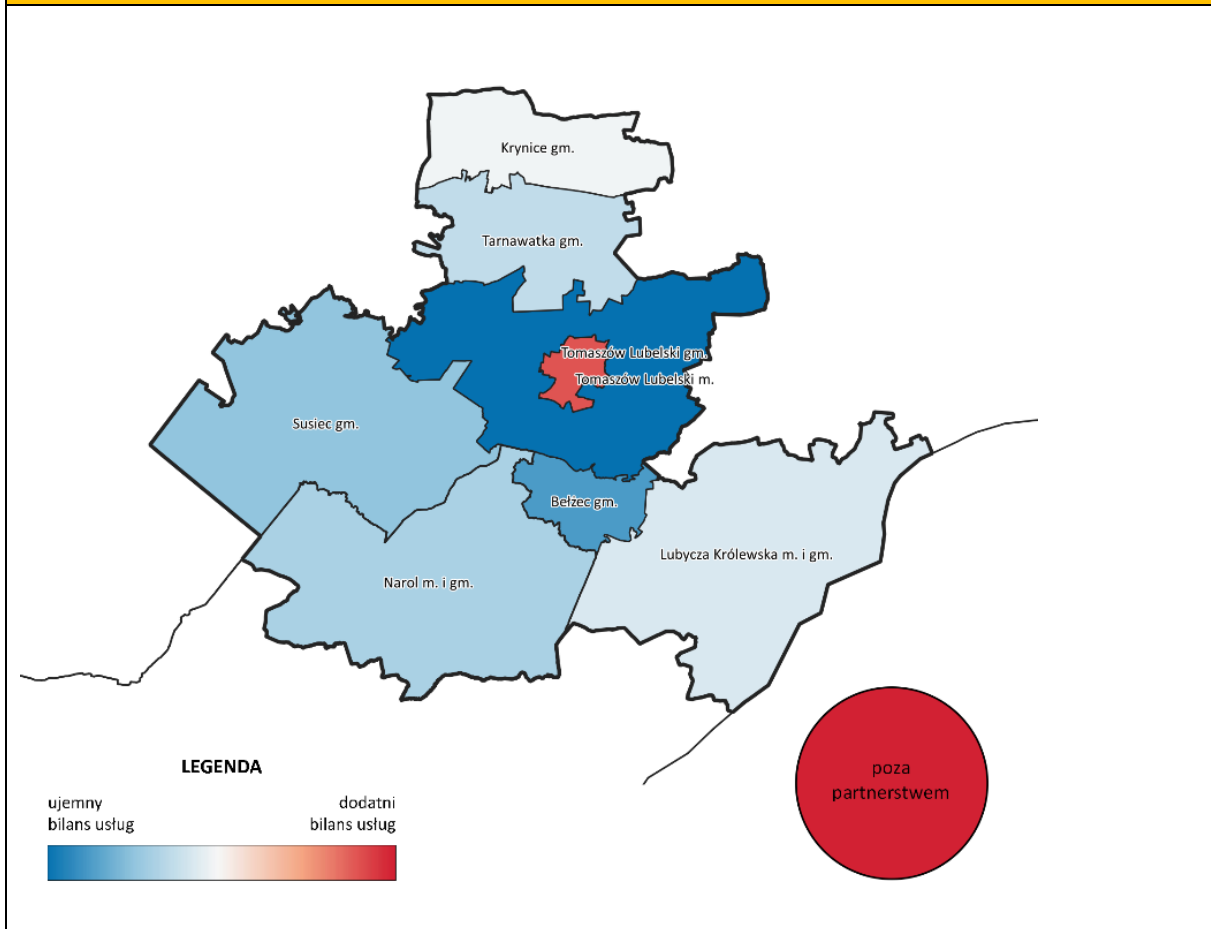 Krynice gm.
Tarnawatka gm.
Tomaszów Lubelski gm.
Tomaszów Lubelski m.
Susiec gm.
Bełżec gm.
Lubycza Królewska m. i gm.
Narol m. i gm.
poza
partnerstwem
LEGENDA
ujemny
bilans usług
dodatni
bilans usług